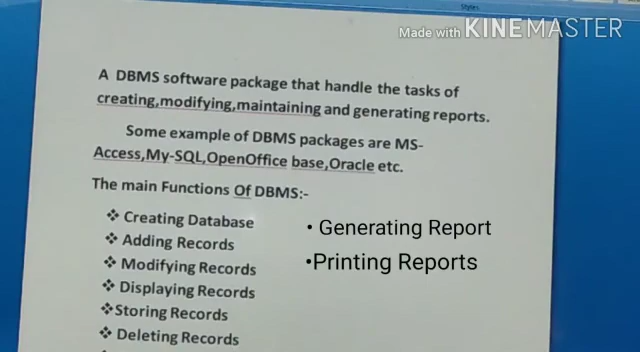 Styles
Made with KINEMASTER
A DBMS software package that handle the tasks of
creating,modifying,maintaining and generating reports.
Some example of DBMS packages are MS-
Access,My-SQL,OpenOffice base,Oracle etc.
The main Functions Of DBMS:-
❖ Creating Database
❖ Adding Records
❖ Modifying Records
❖ Displaying Records
❖Storing Records
❖ Deleting Records
• Generating Report
•Printing Reports